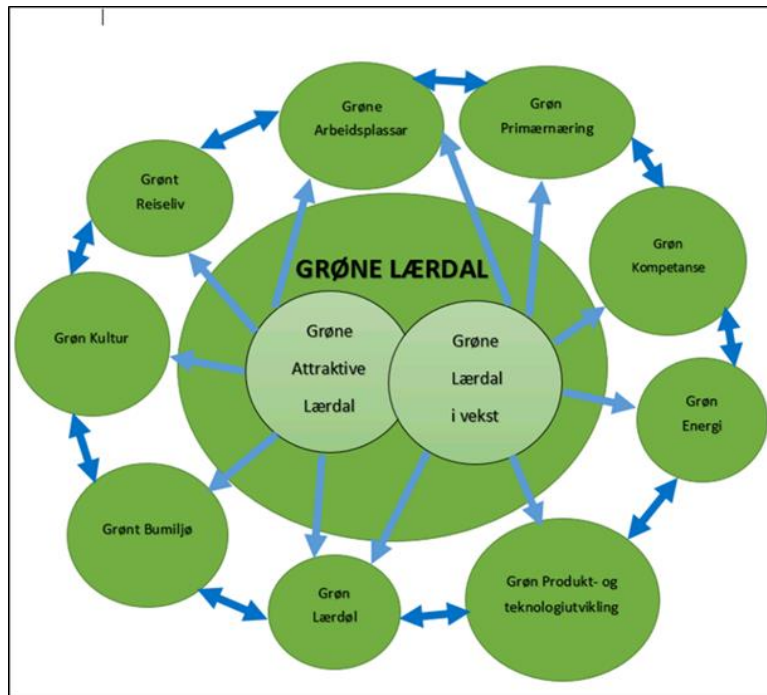 Grøne
Arbeidsplassar
Grøn
Primærnæring
Grønt
Reiseliv
Grøn
Kompetanse
GRØNE LÆRDAL
Grøn Kultur
Grøne
Attraktive
Lærdal
Grøne
Lærdal
i vekst
Grøn
Energi
Grønt Bumiljø
Grøn
Lærdøl
Grøn Produkt- og
teknologiutvikling